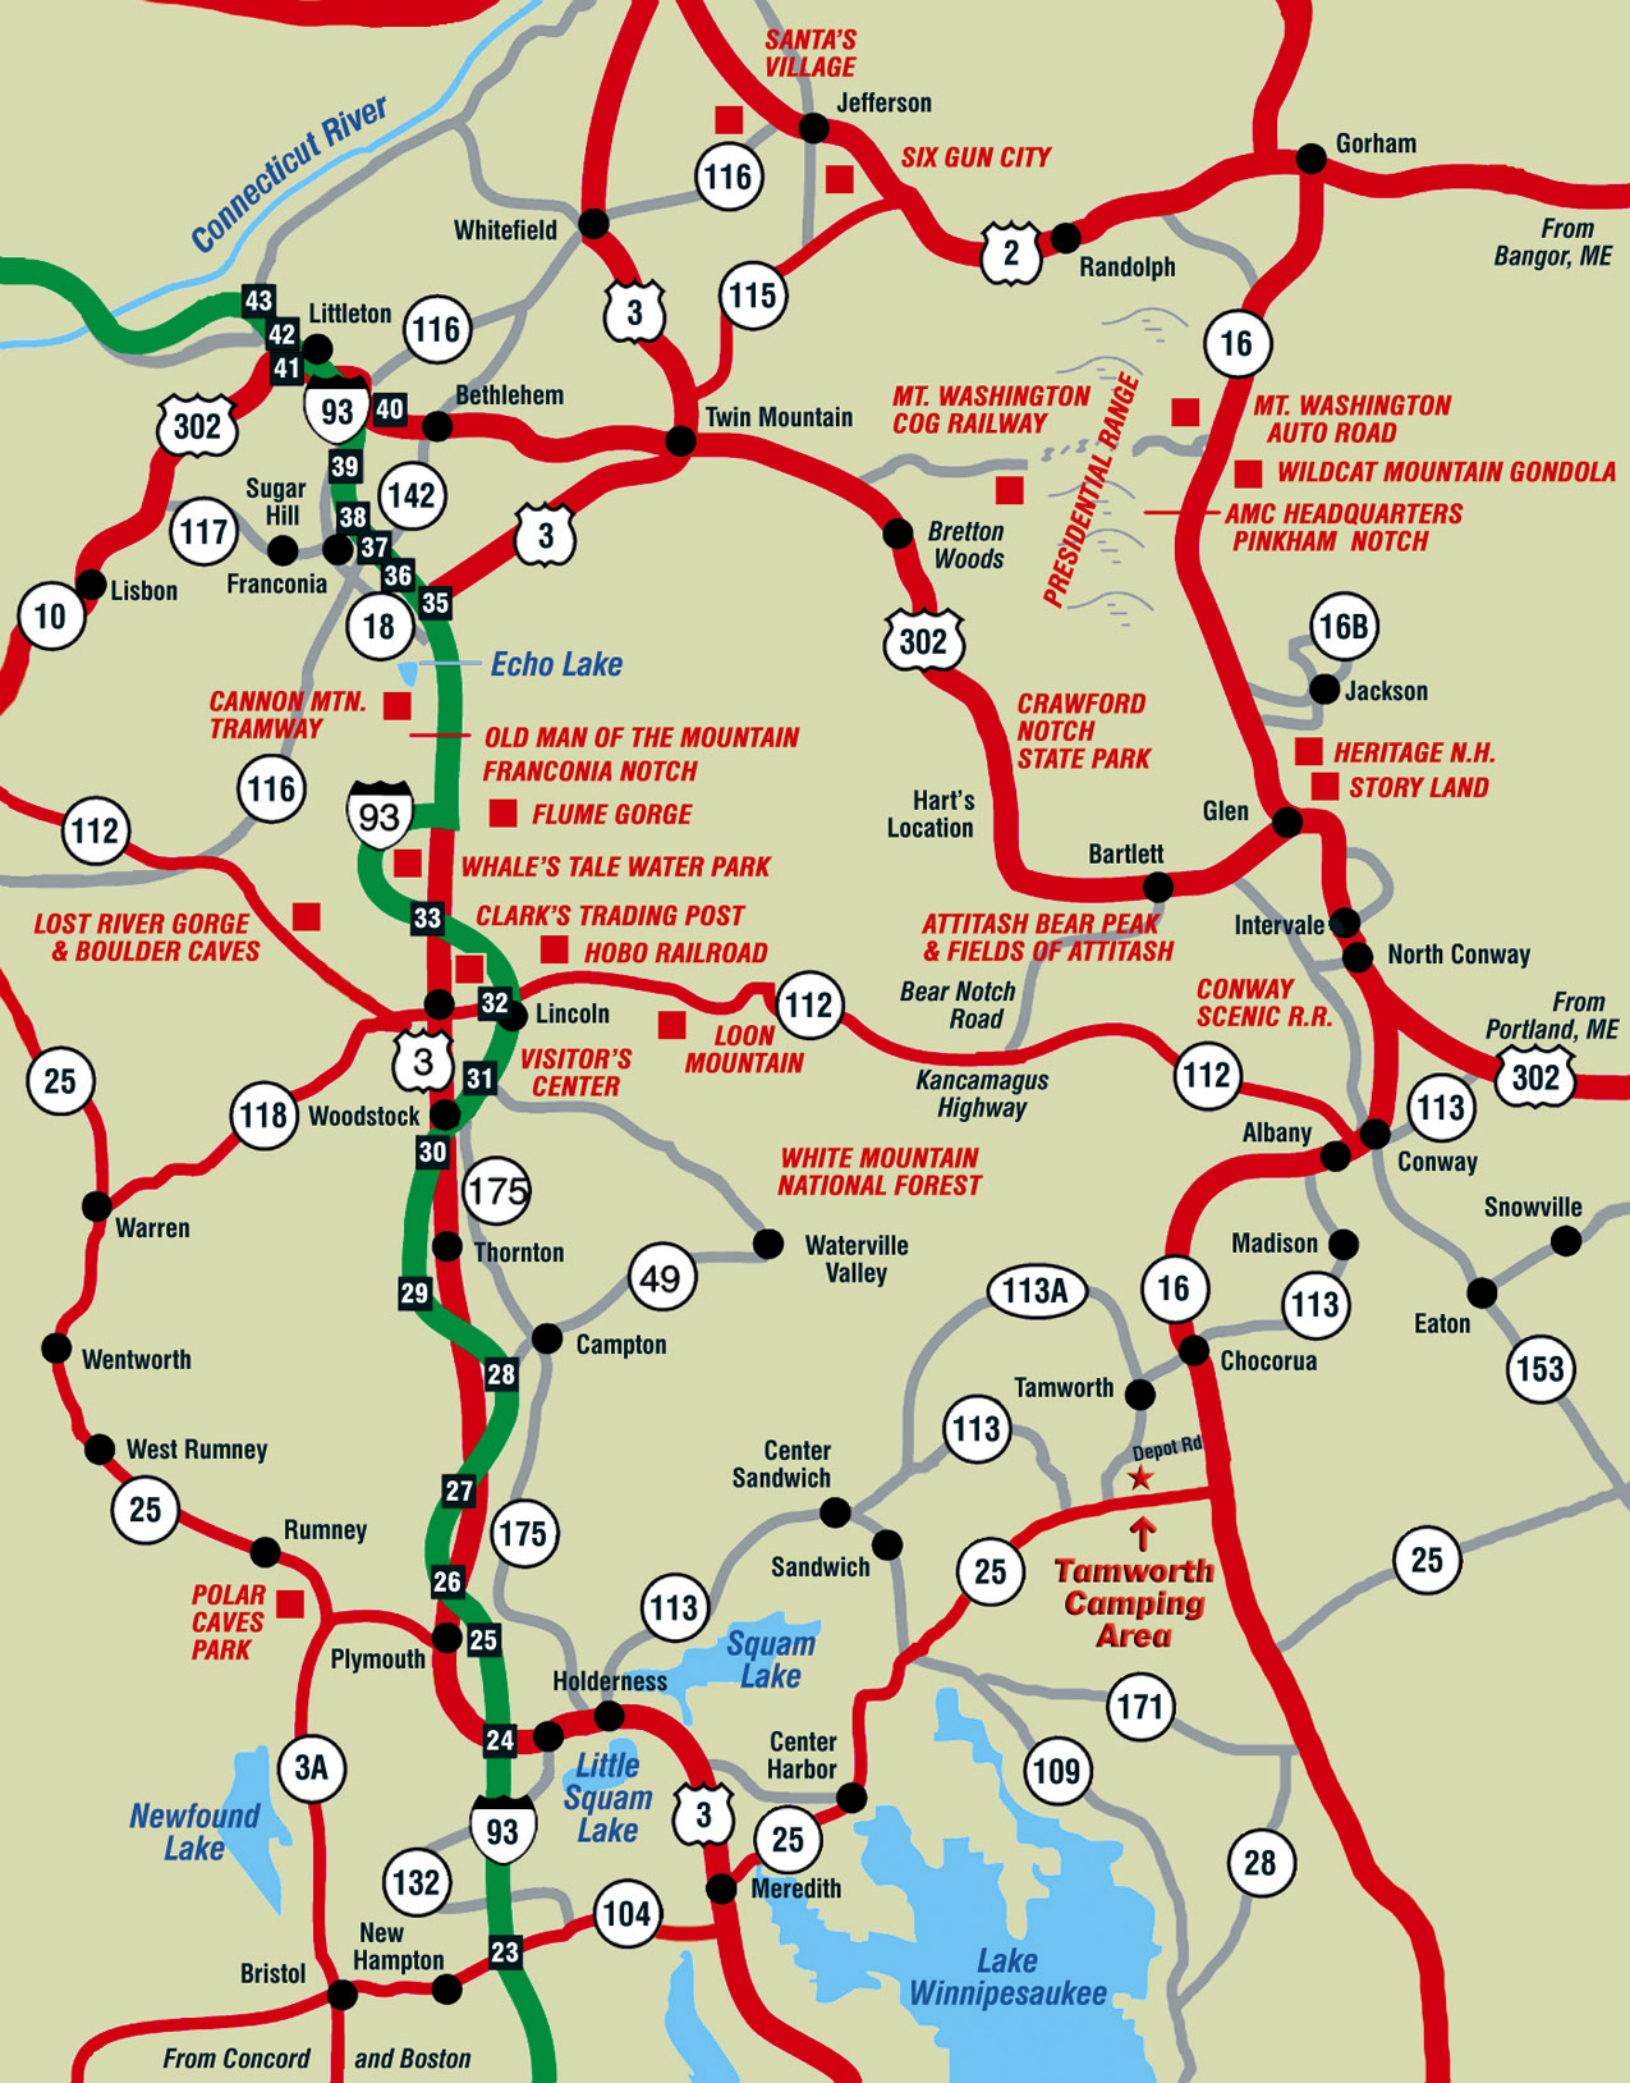 SANTA'S
VILLAGE
Jefferson
Connecticut River
116
SIX GUN CITY
Gorham
Whitefield
2
Randolph
From
Bangor, ME
43
Littleton
42
116
3
115
16
41
93
40
Bethlehem
Twin Mountain
302
MT. WASHINGTON
COG RAILWAY
PRESIDENTIAL RANGE
MT. WASHINGTON
AUTO ROAD
39
WILDCAT MOUNTAIN GONDOLA
Sugar
Hill
142
117
38
37
3
AMC HEADQUARTERS
PINKHAM NOTCH
Bretton
Woods
Franconia
36
35
Lisbon
10
18
302
16B
Echo Lake
Jackson
CANNON MTN.
TRAMWAY
CRAWFORD
NOTCH
STATE PARK
OLD MAN OF THE MOUNTAIN
FRANCONIA NOTCH
HERITAGE N.H.
STORY LAND
116
93
FLUME GORGE
Hart's
Location
Glen
112
WHALE'S TALE WATER PARK
Bartlett
33
CLARK'S TRADING POST
LOST RIVER GORGE
& BOULDER CAVES
HOBO RAILROAD
ATTITASH BEAR PEAK
& FIELDS OF ATTITASH
Intervale
North Conway
32
Lincoln
112
Bear Notch
Road
CONWAY
SCENIC R.R.
From
Portland, ME
LOON
MOUNTAIN
3
VISITOR'S
CENTER
31
25
Kancamagus
Highway
112
302
113
118
Woodstock
Albany
Conway
30
WHITE MOUNTAIN
NATIONAL FOREST
175
Warren
Snowville
Thornton
Waterville
Valley
Madison
49
29
113A
16
113
Eaton
Wentworth
Campton
Chocorua
28
153
Tamworth
West Rumney
Center
Sandwich
113
Depot Rd
27
25
Rumney
175
Sandwich
25
25
Tamworth
Camping
Area
26
POLAR
CAVES
PARK
113
Plymouth
25
Squam
Lake
Holderness
171
24
Center
Harbor
3A
Little
Squam
Lake
109
Newfound
Lake
93
3
25
28
132
Meredith
104
New
Hampton
23
Bristol
Lake
Winnipesaukee
From Concord
and Boston